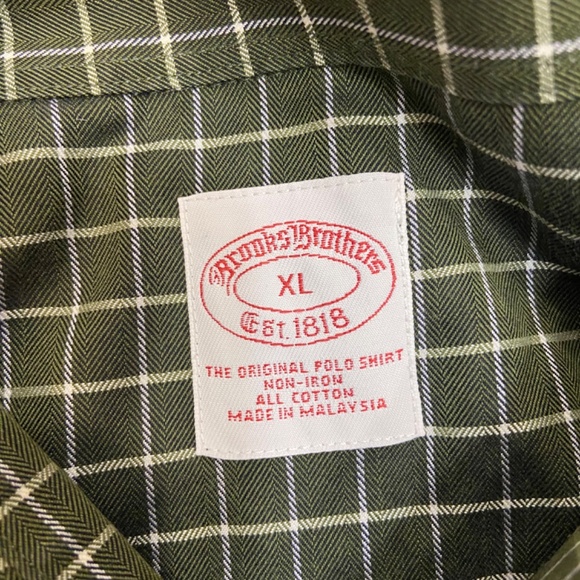 Brooks Brothers
XL
Est. 1818
THE ORIGINAL POLO SHIRT
NON-IRON
ALL COTTON
MADE IN MALAYSIA